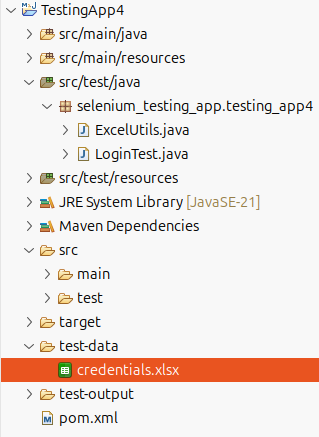 TestingApp4
src/main/java
src/main/resources
src/test/java
selenium_testing_app.testing_app4
ExcelUtils.java
LoginTest.java
src/test/resources
JRE System Library [JavaSE-21]
Maven Dependencies
src
main
test
target
test-data
credentials.xlsx
test-output
pom.xml